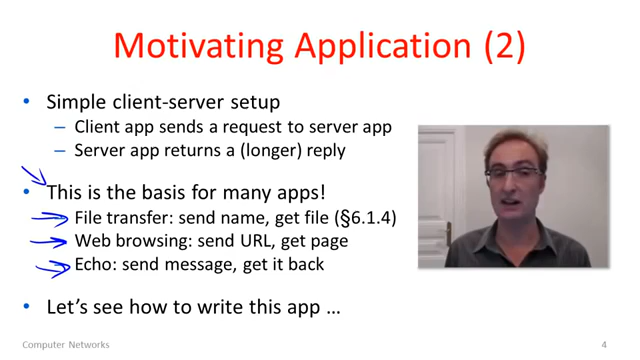 Motivating Application (2)
• Simple client-server setup
– Client app sends a request to server app
– Server app returns a (longer) reply
• This is the basis for many apps!
– File transfer: send name, get file (§6.1.4)
– Web browsing: send URL, get page
– Echo: send message, get it back
• Let’s see how to write this app …
Computer Networks
4